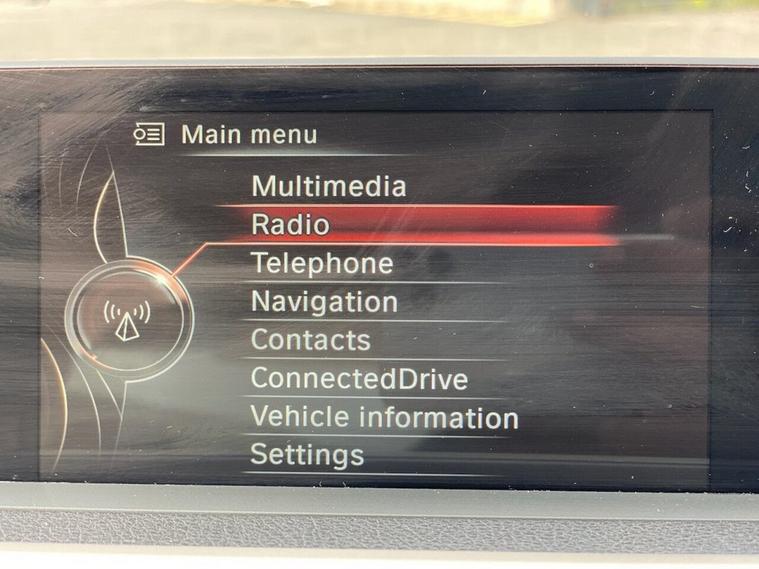 Main menu
Multimedia
Radio
Telephone
Navigation
Contacts
ConnectedDrive
Vehicle information
Settings